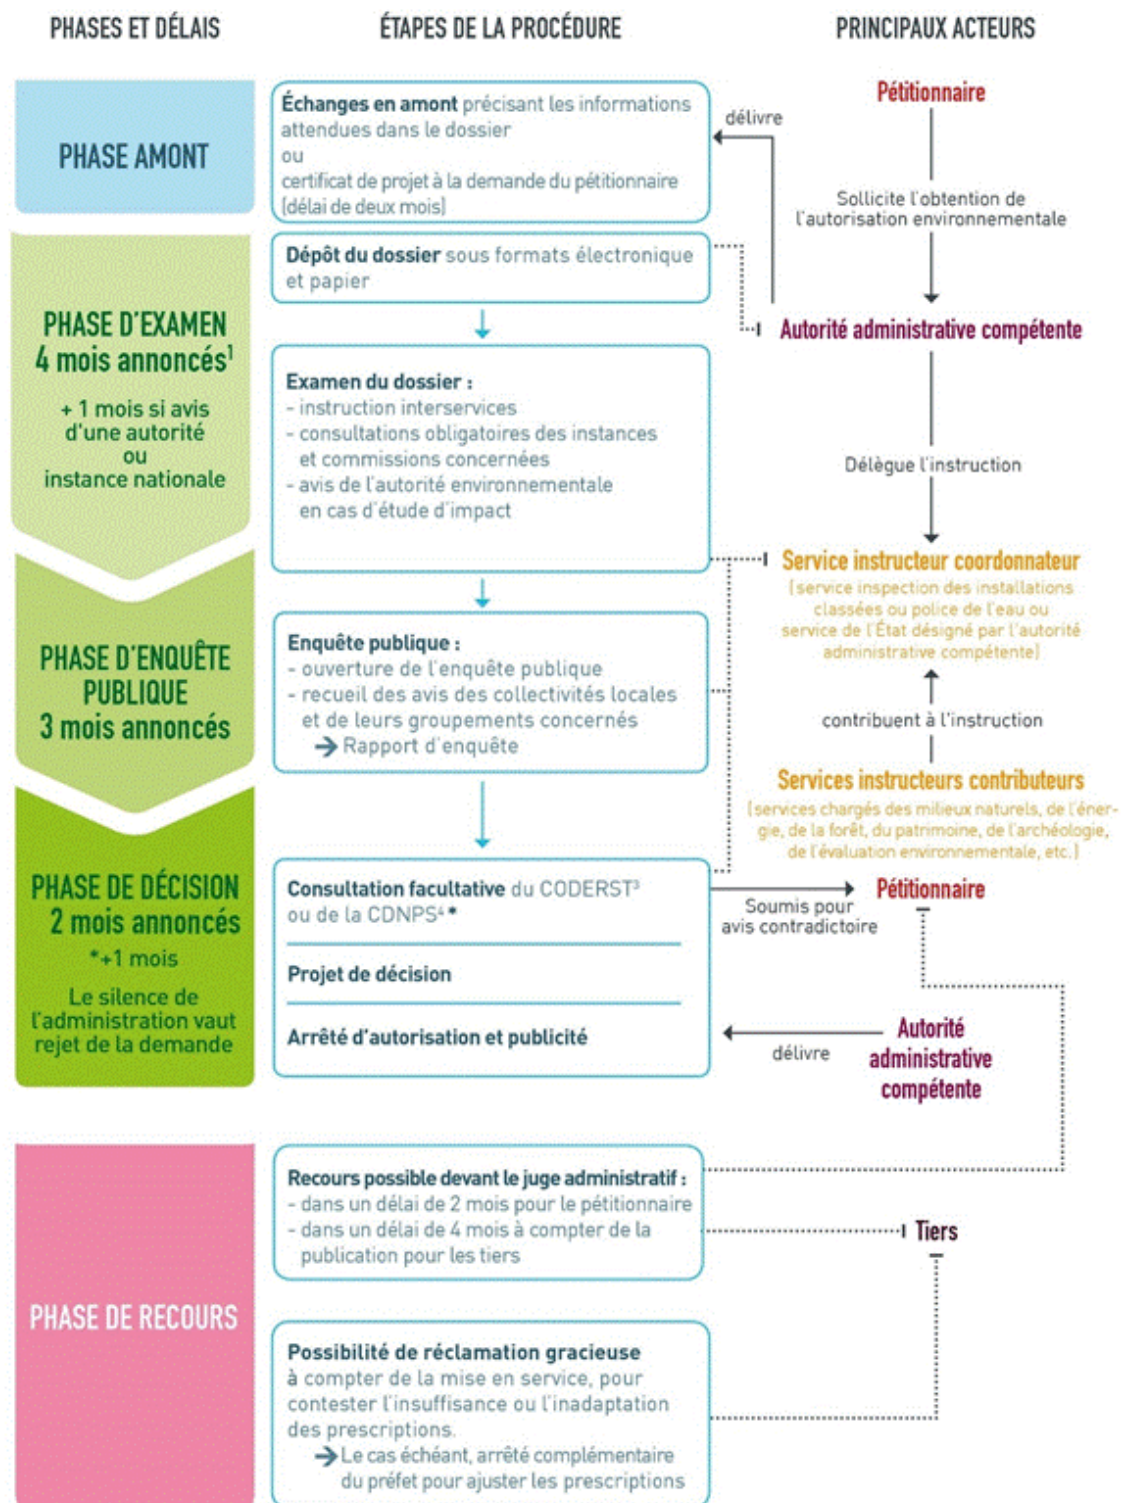 PHASES ET DÉLAIS
ÉTAPES DE LA PROCÉDURE
PRINCIPAUX ACTEURS
PHASE AMONT
Échanges en amont précisant les informations
attendues dans le dossier
ou
certificat de projet à la demande du pétitionnaire
(délai de deux mois)
délivre
Pétitionnaire
Sollicite l'obtention de
l'autorisation environnementale
PHASE D'EXAMEN
4 mois annoncés¹
+ 1 mois si avis
d'une autorité
ou
instance nationale
Dépôt du dossier sous formats électronique
et papier
Autorité administrative compétente
Examen du dossier :
- instruction interservices
- consultations obligatoires des instances
et commissions concernées
- avis de l'autorité environnementale
en cas d'étude d'impact
Délègue l'instruction
Service instructeur coordonnateur
(service inspection des installations
classées ou police de l'eau ou
service de l'État désigné par l'autorité
administrative compétente)
PHASE D'ENQUÊTE
PUBLIQUE
3 mois annoncés
Enquête publique :
- ouverture de l'enquête publique
- recueil des avis des collectivités locales
et de leurs groupements concernés
→ Rapport d'enquête
contribuent à l'instruction
Services instructeurs contributeurs
(services chargés des milieux naturels, de l'éner-
gie, de la forêt, du patrimoine, de l'archéologie,
de l'évaluation environnementale, etc.)
PHASE DE DÉCISION
2 mois annoncés
*+1 mois
Le silence de
l'administration vaut
rejet de la demande
Consultation facultative du CODERST³
ou de la CDNPS⁴ *
Projet de décision
Arrêté d'autorisation et publicité
Soumis pour
avis contradictoire
Pétitionnaire
délivre
Autorité
administrative
compétente
PHASE DE RECOURS
Recours possible devant le juge administratif :
- dans un délai de 2 mois pour le pétitionnaire
- dans un délai de 4 mois à compter de la
publication pour les tiers
Tiers
Possibilité de réclamation gracieuse
à compter de la mise en service, pour
contester l'insuffisance ou l'inadaptation
des prescriptions.
→ Le cas échéant, arrêté complémentaire
du préfet pour ajuster les prescriptions